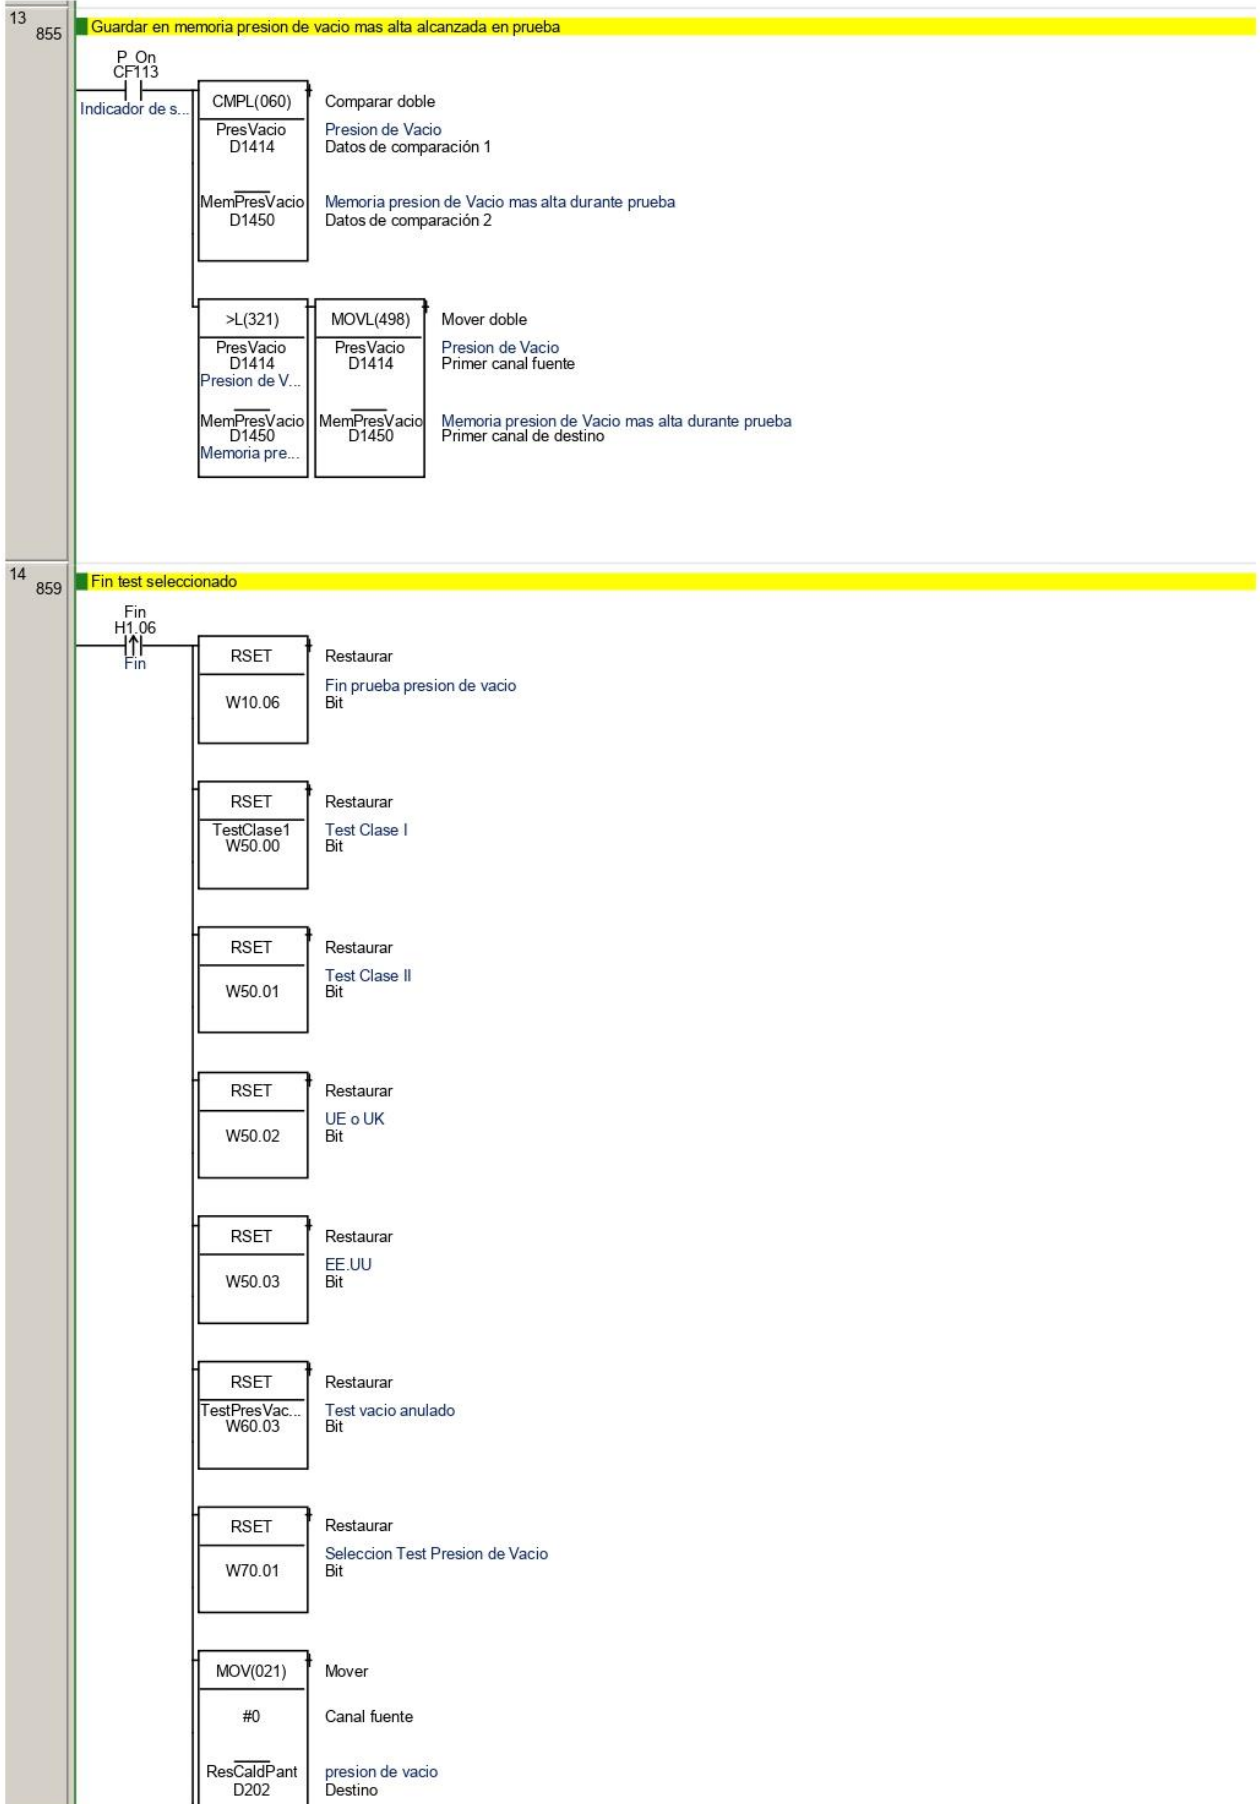 13
855
Guardar en memoria presion de vacio mas alta alcanzada en prueba
P_On
CF113
Indicador de s...
CMPL(060)
Comparar doble
PresVacio
D1414
Presion de Vacio
Datos de comparación 1
MemPresVacio
D1450
Memoria presion de Vacio mas alta durante prueba
Datos de comparación 2
>L(321)
PresVacio
D1414
Presion de V...
MemPresVacio
D1450
Memoria pre...
MOVL(498)
Mover doble
PresVacio
D1414
Presion de Vacio
Primer canal fuente
MemPresVacio
D1450
Memoria presion de Vacio mas alta durante prueba
Primer canal de destino
14
859
Fin test seleccionado
Fin
H1.06
Fin
RSET
Restaurar
W10.06
Fin prueba presion de vacio
Bit
RSET
Restaurar
TestClase1
W50.00
Test Clase I
Bit
RSET
Restaurar
W50.01
Test Clase II
Bit
RSET
Restaurar
W50.02
UE o UK
Bit
RSET
Restaurar
W50.03
EE.UU
Bit
RSET
Restaurar
TestPresVac...
W60.03
Test vacio anulado
Bit
RSET
Restaurar
W70.01
Seleccion Test Presion de Vacio
Bit
MOV(021)
Mover
#0
Canal fuente
ResCaldPant
D202
presion de vacio
Destino